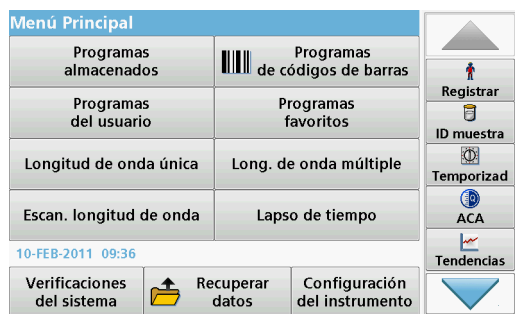 Menú Principal
Programas
almacenados
Programas
de códigos de barras
Programas
del usuario
Programas
favoritos
Longitud de onda única
Long. de onda múltiple
Escan. longitud de onda
Lapso de tiempo
10-FEB-2011 09:36
Verificaciones
del sistema
Recuperar
datos
Configuración
del instrumento
Registrar
ID muestra
Temporizad
ACA
Tendencias